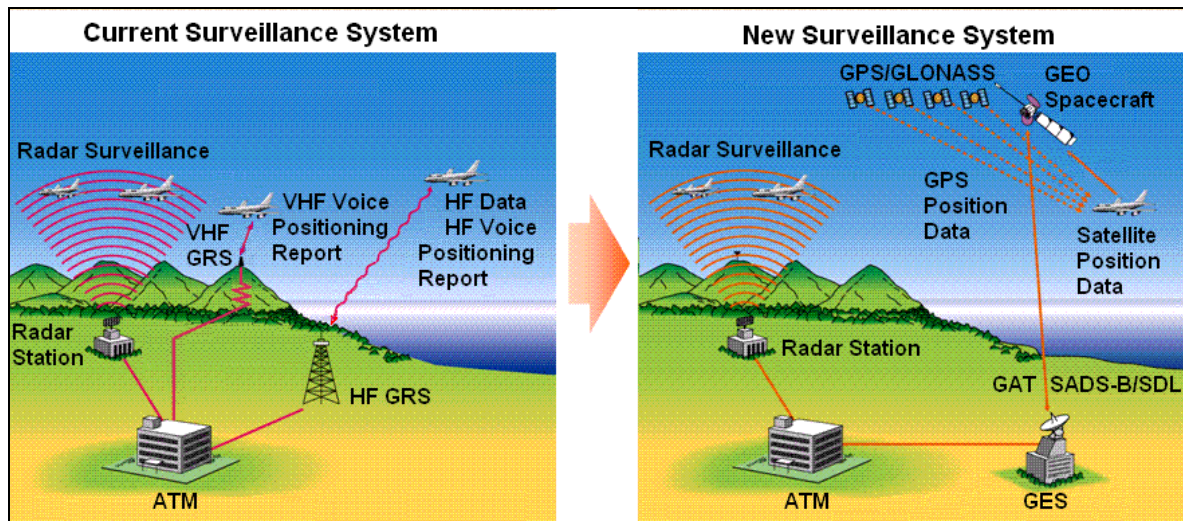 Current Surveillance System
Radar Surveillance
VHF
GRS
VHF Voice
Positioning
Report
HF Data
HF Voice
Positioning
Report
Radar
Station
HF GRS
ATM
New Surveillance System
GPS/GLONASS
GEO
Spacecraft
Radar Surveillance
GPS
Position
Data
Satellite
Position
Data
Radar Station
GAT SADS-B/SDL
ATM
GES